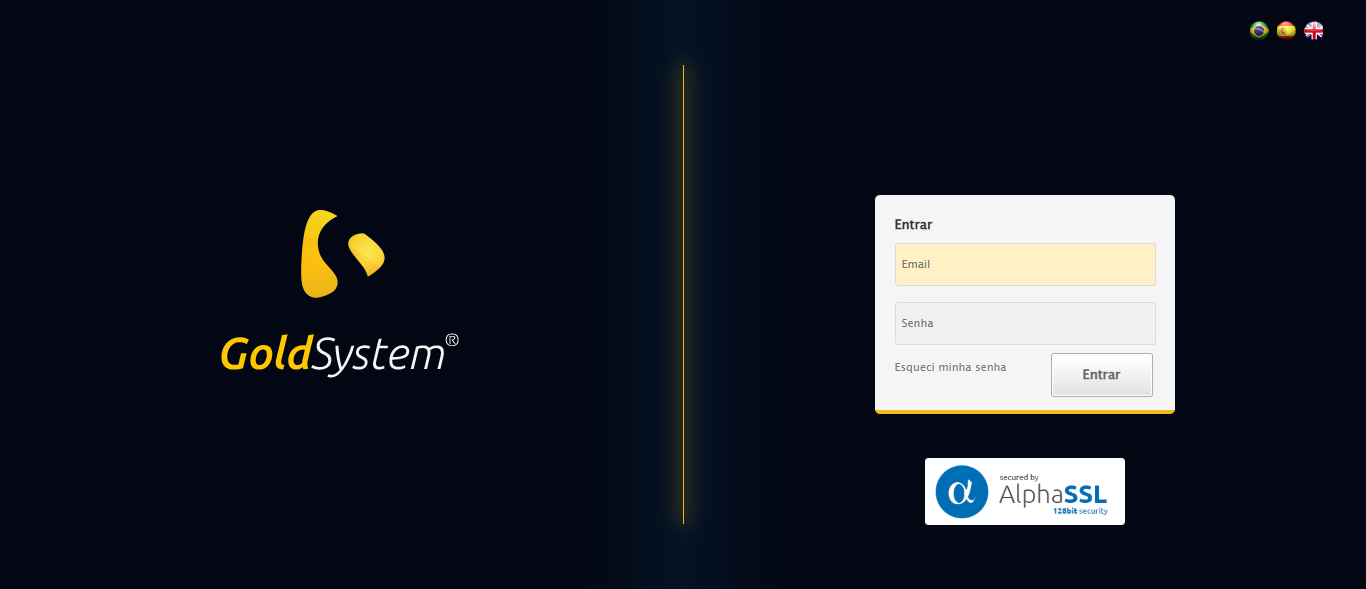 GoldSystem®
Entrar
Email
Senha
Esqueci minha senha
Entrar
α
secured by
AlphaSSL
128bit security